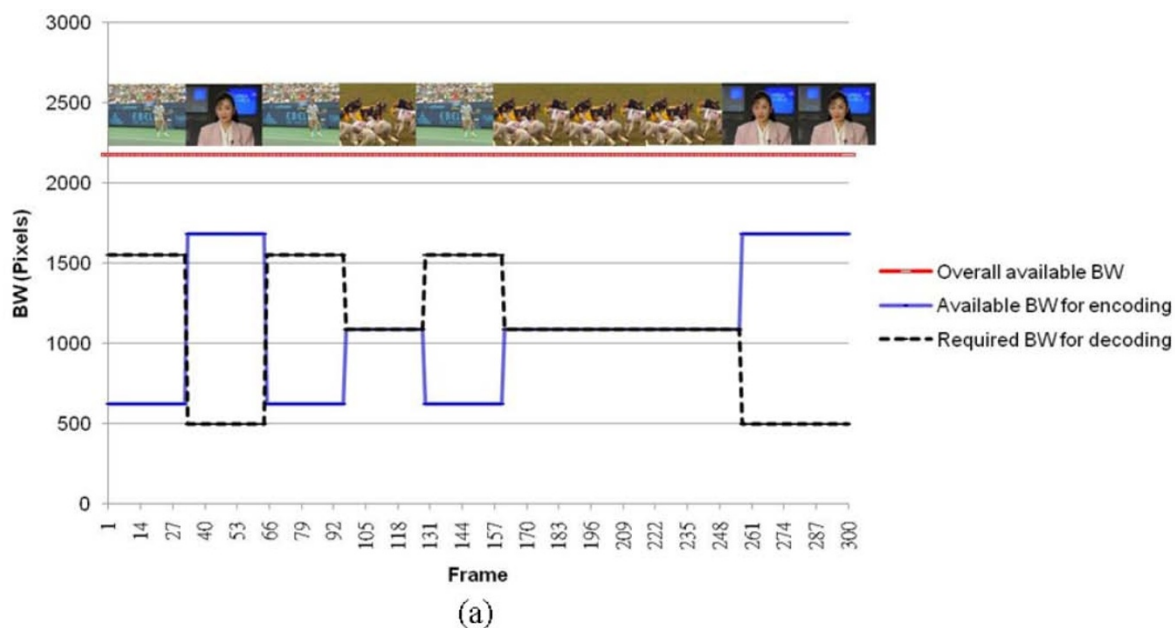 3000
2500
2000
1500
1000
500
0
BW (Pixels)
1 14 27 40 53 66 79 92 105 118 131 144 157 170 183 196 209 222 235 248 261 274 287 300
Frame
Overall available BW
Available BW for encoding
Required BW for decoding
(a)